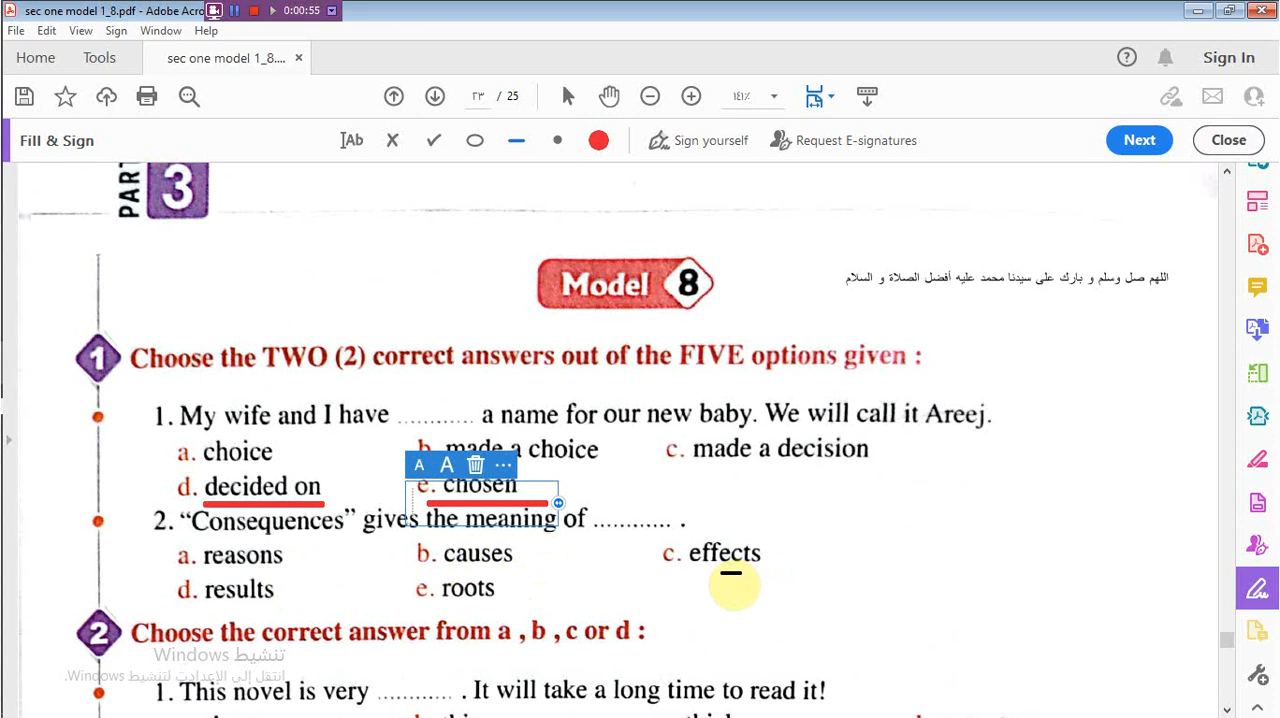 sec one model 1_8.pdf - Adobe Acro
0:00:55
File Edit View Sign Window Help
Home Tools sec one model 1_8.... × Sign In
٢٣ / 25 ١٤١٪
Fill & Sign Ab Sign yourself Request E-signatures Next Close
PART 3
Model 8
اللهم صل وسلم و بارك على سيدنا محمد عليه أفضل الصلاة و السلام
1 Choose the TWO (2) correct answers out of the FIVE options given :
1. My wife and I have ............ a name for our new baby. We will call it Areej.
a. choice b. made a choice c. made a decision
A A ...
d. decided on e. chosen
2. “Consequences” gives the meaning of ............ .
a. reasons b. causes c. effects
d. results e. roots
2 Choose the correct answer from a , b , c or d :
تنشيط Windows
انتقل إلى الإعدادات لتنشيط Windows.
1. This novel is very ............ . It will take a long time to read it!